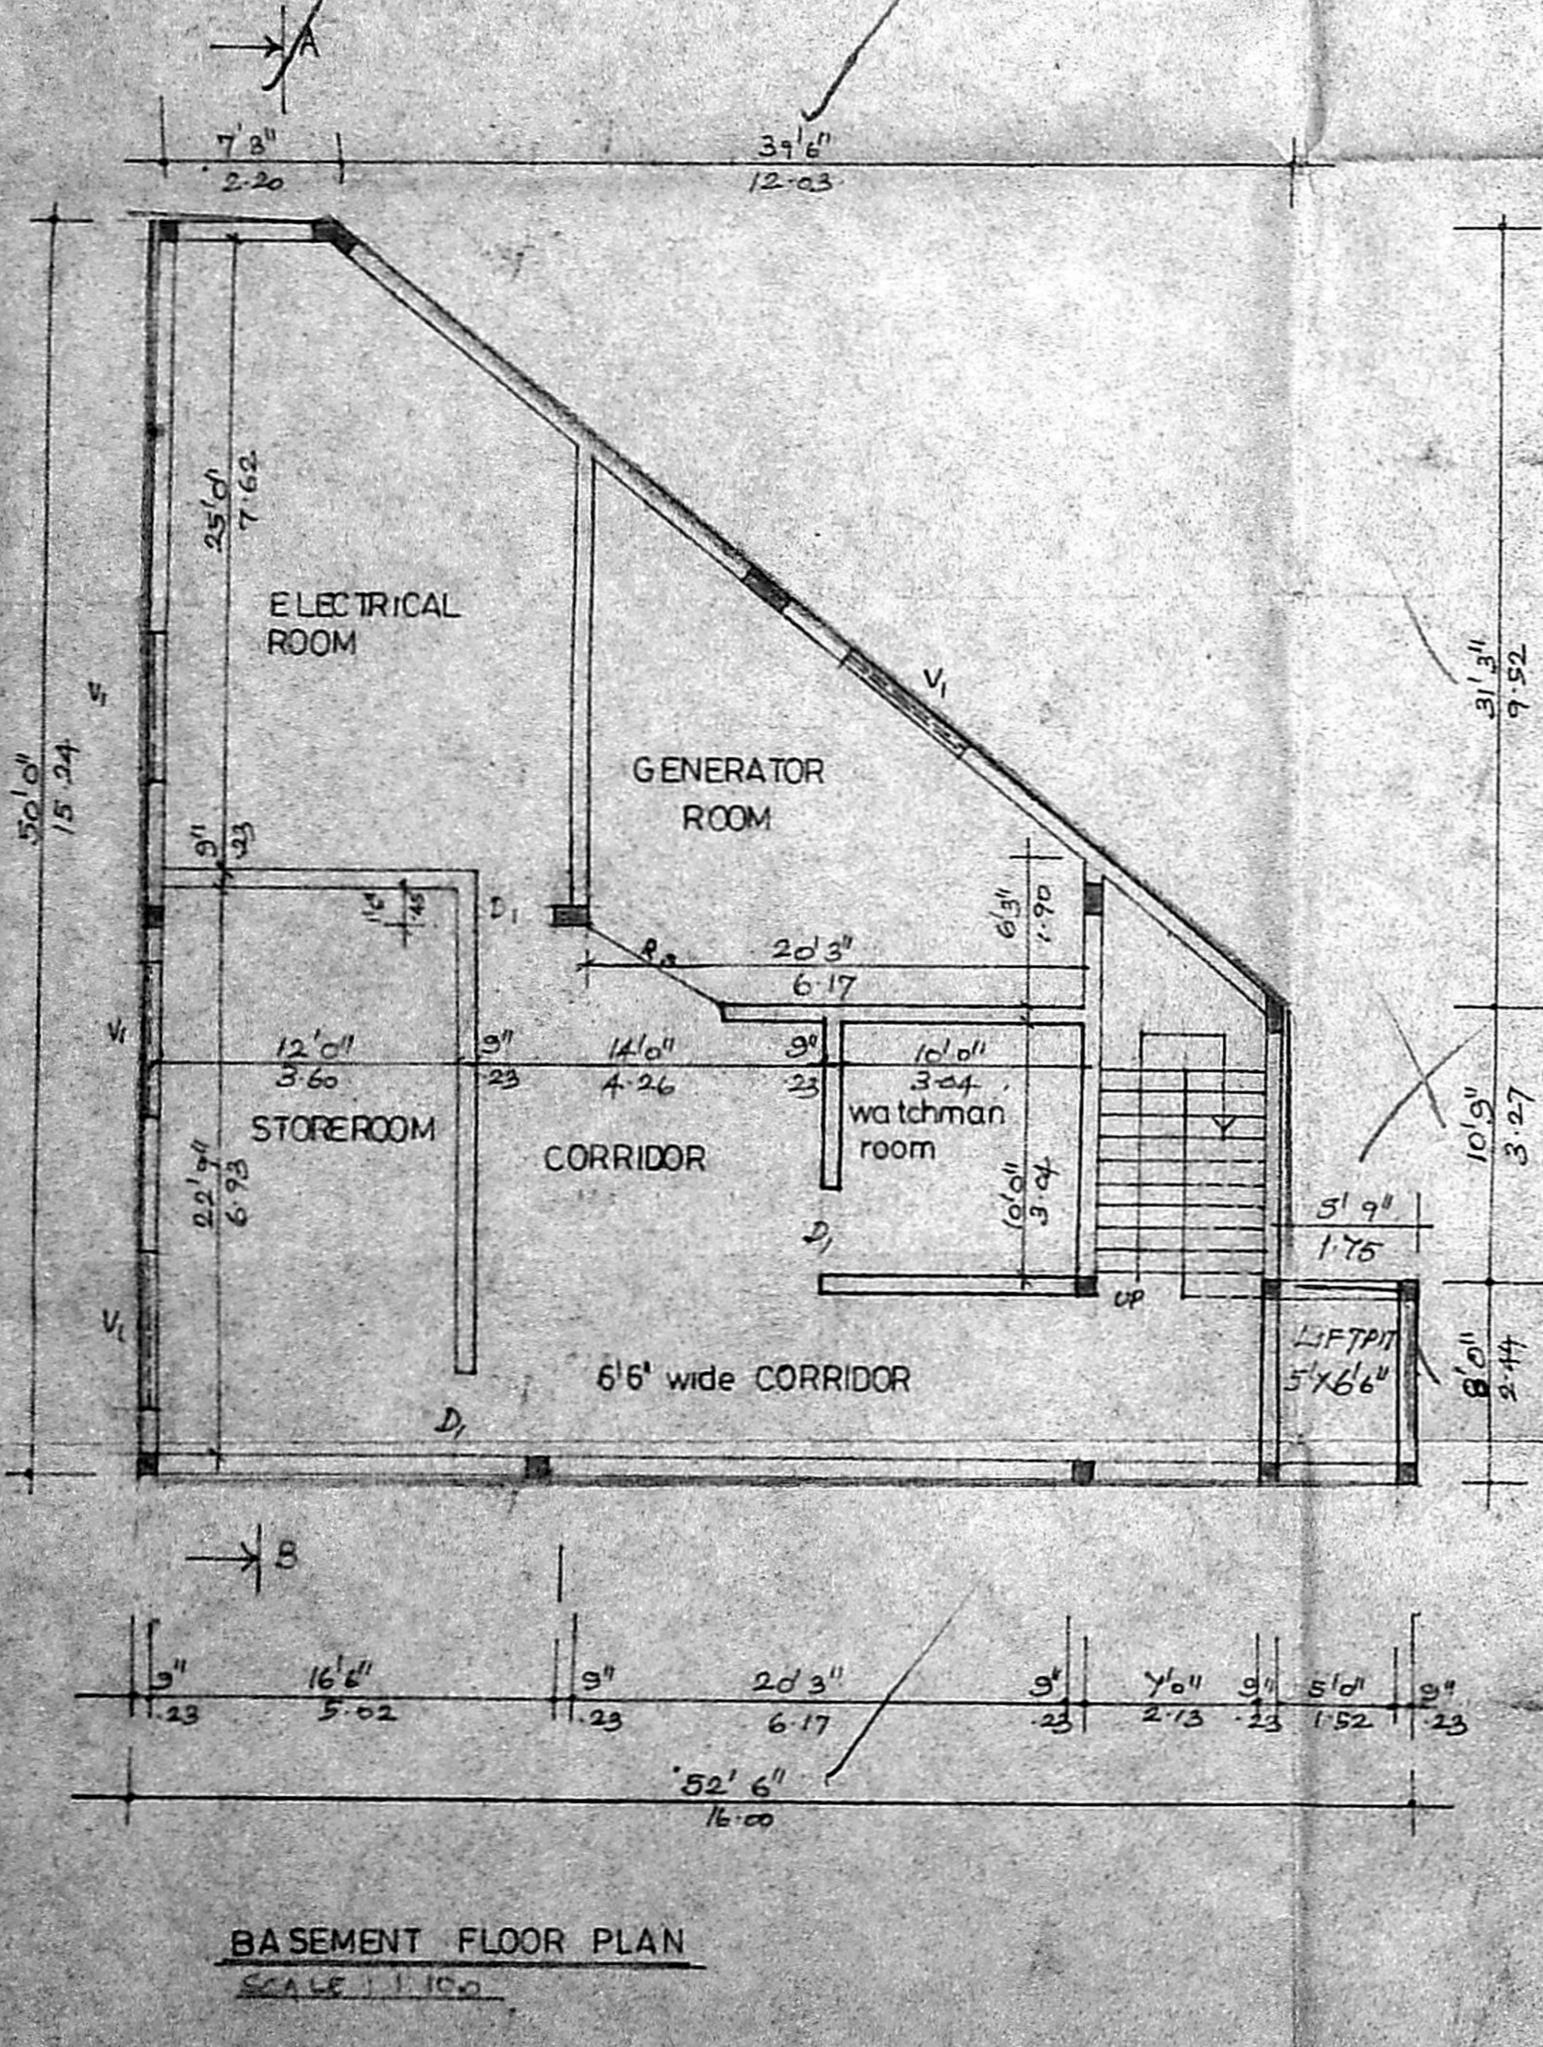 A
7'3"
2.20
39'6"
12.03
50'0"
15.24
25'0"
7.62
ELECTRICAL
ROOM
V1
V1
31'3"
9.52
GENERATOR
ROOM
9"
.23
1'6"
.45
D1
6'3"
1.90
20'3"
6.17
12'0"
3.60
9"
.23
14'0"
4.26
9"
.23
10'0"
3.04
V1
STOREROOM
CORRIDOR
watchman
room
22'9"
6.93
10'0"
3.04
10'9"
3.27
5'9"
1.75
D1
UP
V1
LIFTPIT
5'X6'6"
8'0"
2.44
6'6" wide CORRIDOR
D1
B
9"
.23
16'6"
5.02
9"
.23
20'3"
6.17
9"
.23
7'0"
2.13
9"
.23
5'0"
1.52
9"
.23
52'6"
16.00
BASEMENT FLOOR PLAN
SCALE 1:100